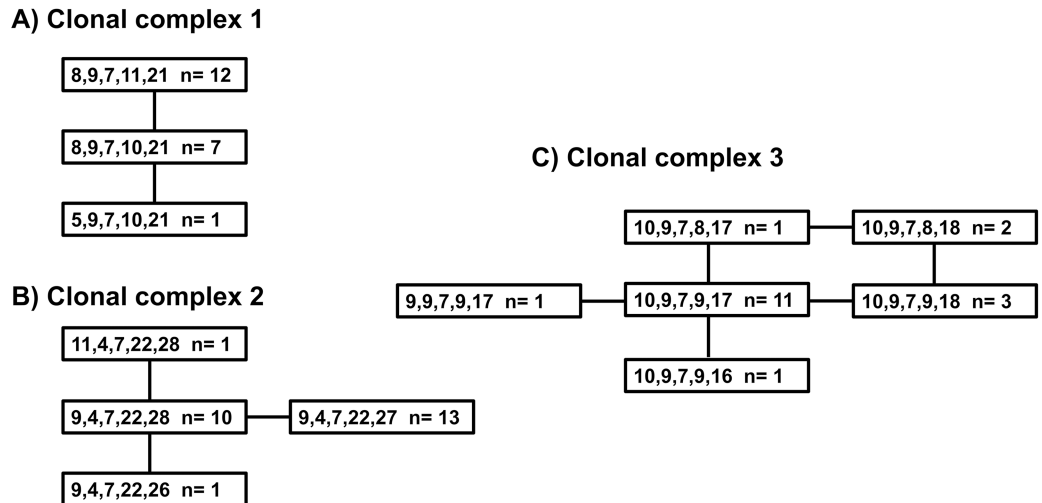 A) Clonal complex 1
8,9,7,11,21 n= 12
8,9,7,10,21 n= 7
5,9,7,10,21 n= 1
B) Clonal complex 2
11,4,7,22,28 n= 1
9,4,7,22,28 n= 10
9,4,7,22,27 n= 13
9,4,7,22,26 n= 1
C) Clonal complex 3
10,9,7,8,17 n= 1
10,9,7,8,18 n= 2
9,9,7,9,17 n= 1
10,9,7,9,17 n= 11
10,9,7,9,18 n= 3
10,9,7,9,16 n= 1